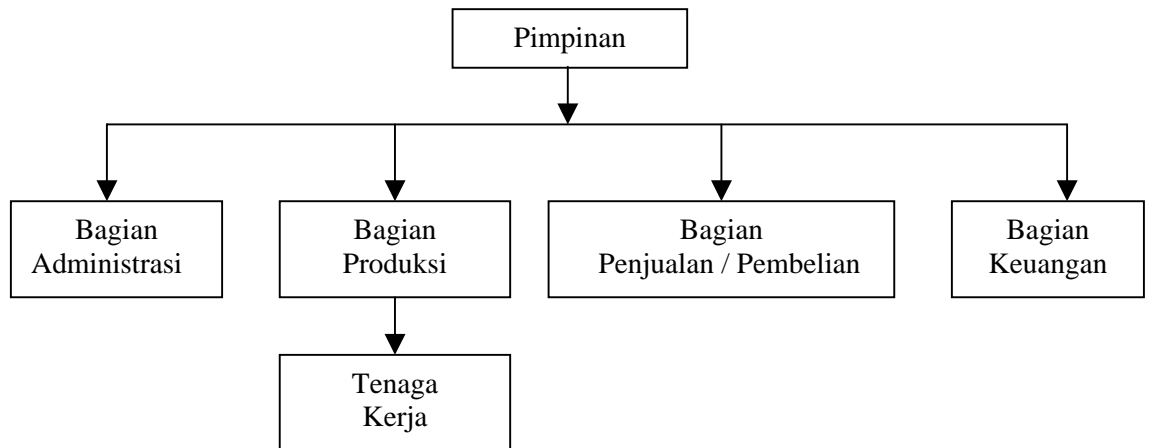 Pimpinan
Bagian
Administrasi
Bagian
Produksi
Bagian
Penjualan / Pembelian
Bagian
Keuangan
Tenaga
Kerja